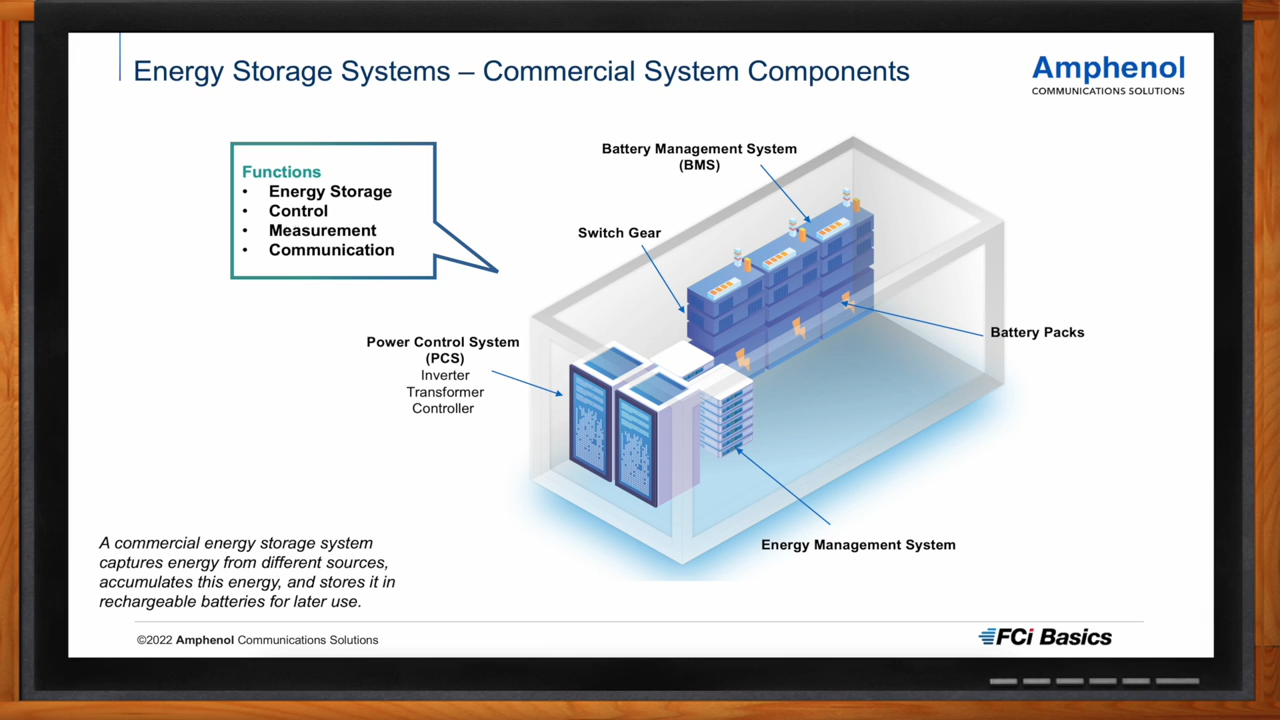 Energy Storage Systems – Commercial System Components
Amphenol
COMMUNICATIONS SOLUTIONS
Functions
• Energy Storage
• Control
• Measurement
• Communication
Battery Management System
(BMS)
Switch Gear
Battery Packs
Power Control System
(PCS)
Inverter
Transformer
Controller
Energy Management System
A commercial energy storage system
captures energy from different sources,
accumulates this energy, and stores it in
rechargeable batteries for later use.
©2022 Amphenol Communications Solutions
FCi Basics